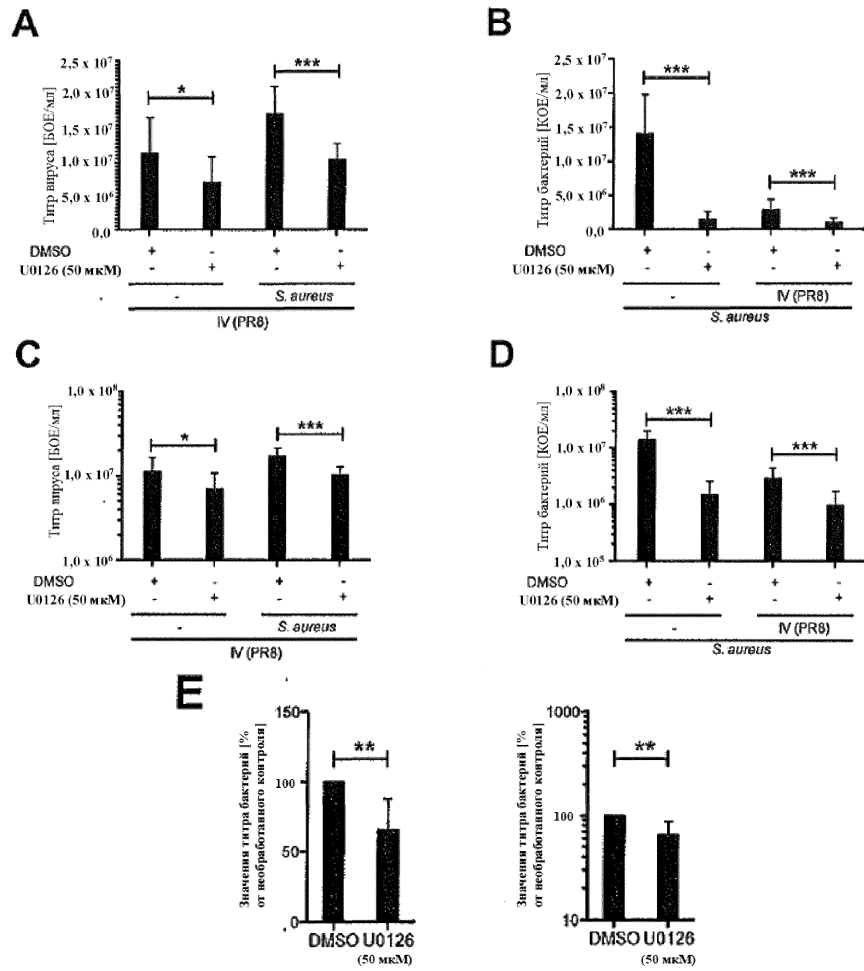 A
Титр вируса [БОЕ/мл]
2,5 x 10⁷
2,0 x 10⁷
1,5 x 10⁷
1,0 x 10⁷
5,0 x 10⁶
0,0
*
***
DMSO + - + -
U0126 (50 мкМ) - + - +
- S. aureus
IV (PR8)
B
Титр бактерий [КОЕ/мл]
2,5 x 10⁷
2,0 x 10⁷
1,5 x 10⁷
1,0 x 10⁷
5,0 x 10⁶
0,0
***
***
DMSO + - + -
U0126 (50 мкМ) - + - +
- IV (PR8)
S. aureus
C
Титр вируса [БОЕ/мл]
1,0 x 10⁸
1,0 x 10⁷
1,0 x 10⁶
*
***
DMSO + - + -
U0126 (50 мкМ) - + - +
- S. aureus
IV (PR8)
D
Титр бактерий [КОЕ/мл]
1,0 x 10⁸
1,0 x 10⁷
1,0 x 10⁶
1,0 x 10⁵
***
***
DMSO + - + -
U0126 (50 мкМ) - + - +
- IV (PR8)
S. aureus
E
Значения титра бактерий [%
от необработанного контроля]
150
100
50
0
**
DMSO U0126
(50 мкМ)
Значения титра бактерий [%
от необработанного контроля]
1000
100
10
**
DMSO U0126
(50 мкМ)